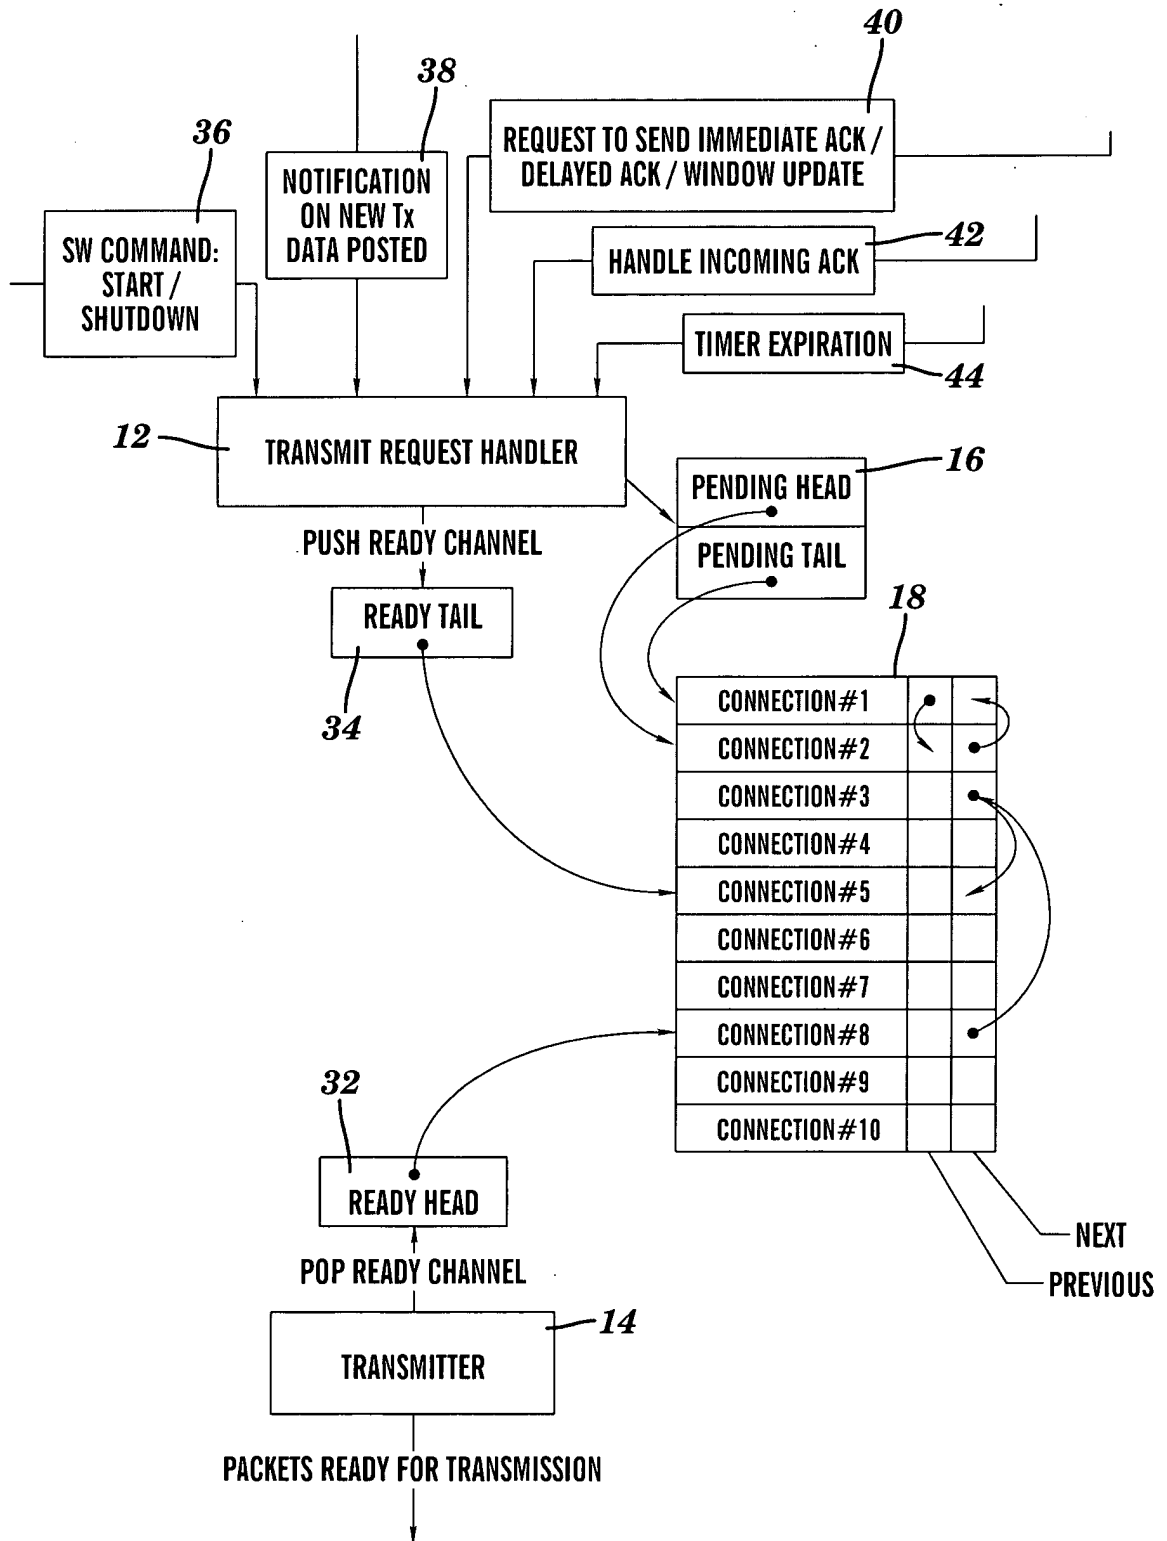 40
38
36
REQUEST TO SEND IMMEDIATE ACK /
DELAYED ACK / WINDOW UPDATE
NOTIFICATION
ON NEW Tx
DATA POSTED
SW COMMAND:
START /
SHUTDOWN
42
HANDLE INCOMING ACK
TIMER EXPIRATION
44
12
TRANSMIT REQUEST HANDLER
16
PENDING HEAD
PENDING TAIL
PUSH READY CHANNEL
READY TAIL
34
18
CONNECTION#1
CONNECTION#2
CONNECTION#3
CONNECTION#4
CONNECTION#5
CONNECTION#6
CONNECTION#7
CONNECTION#8
CONNECTION#9
CONNECTION#10
32
READY HEAD
NEXT
PREVIOUS
POP READY CHANNEL
14
TRANSMITTER
PACKETS READY FOR TRANSMISSION